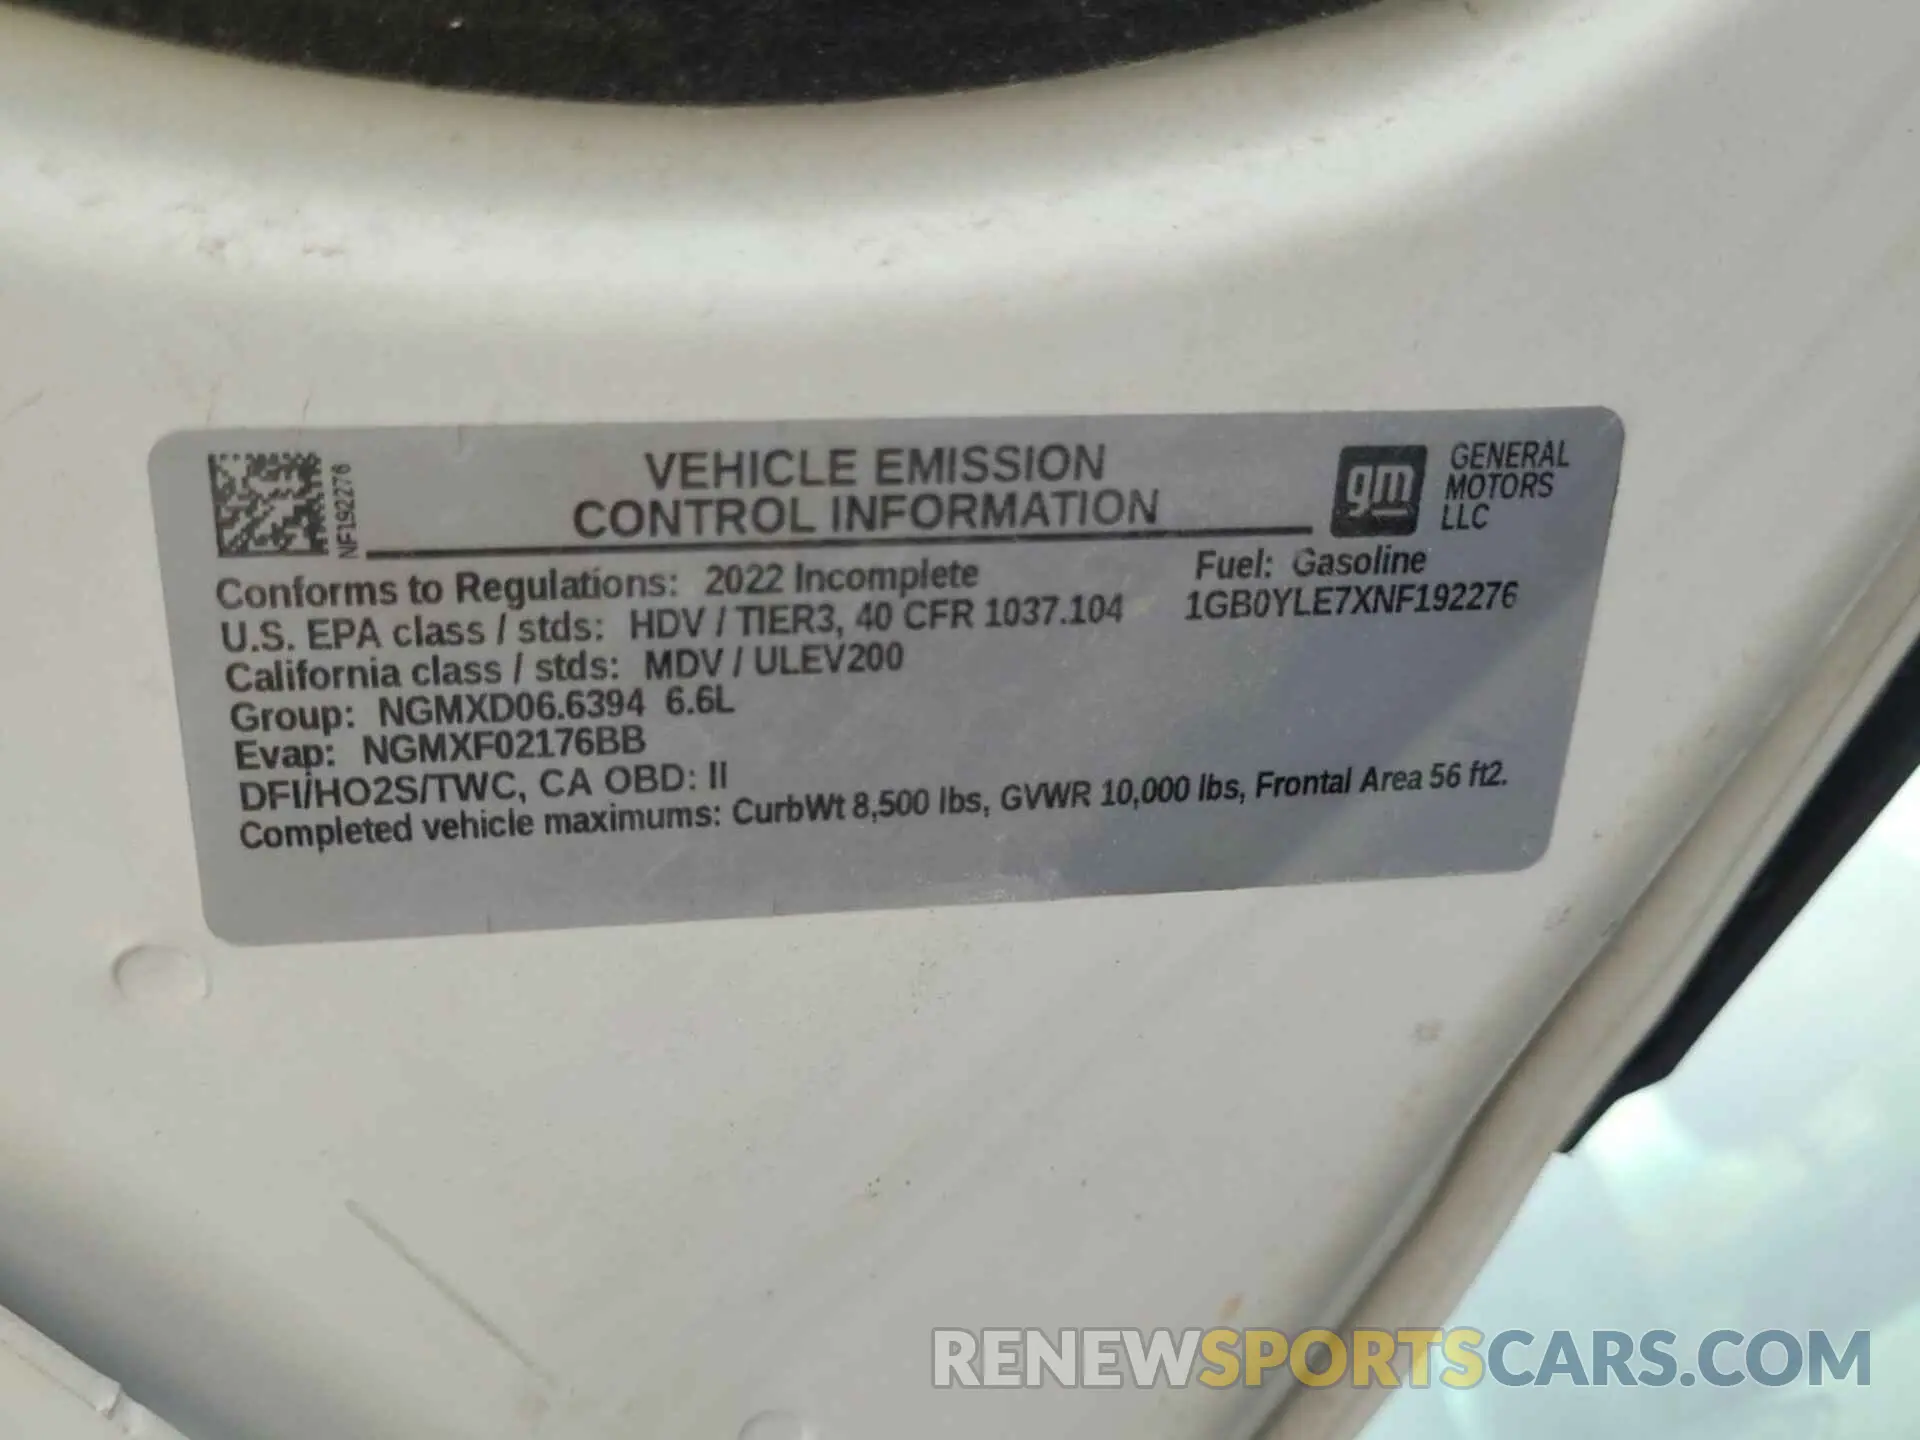 NF192276
VEHICLE EMISSION
CONTROL INFORMATION
gm
GENERAL
MOTORS
LLC
Conforms to Regulations: 2022 Incomplete
Fuel: Gasoline
U.S. EPA class / stds: HDV / TIER3, 40 CFR 1037.104
1GB0YLE7XNF192276
California class / stds: MDV / ULEV200
Group: NGMXD06.6394 6.6L
Evap: NGMXF02176BB
DFI/HO2S/TWC, CA OBD: II
Completed vehicle maximums: CurbWt 8,500 lbs, GVWR 10,000 lbs, Frontal Area 56 ft2.
RENEWSPORTSCARS.COM